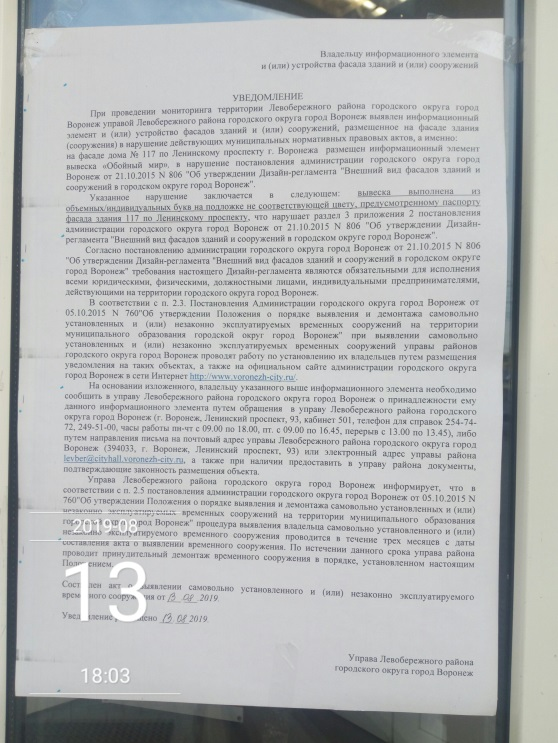 Владельцу информационного элемента
и (или) устройства фасада зданий и (или) сооружений
УВЕДОМЛЕНИЕ
При проведении мониторинга территории Левобережного района городского округа город
Воронеж управой Левобережного района городского округа город Воронеж выявлен информационный
элемент и (или) устройство фасадов зданий и (или) сооружений, размещенное на фасаде здания
(сооружения) в нарушение действующих муниципальных нормативных правовых актов, а именно:
на фасаде дома № 117 по Ленинскому проспекту г. Воронежа размещен информационный элемент
вывеска «Обойный мир», в нарушение постановления администрации городского округа город
Воронеж от 21.10.2015 N 806 "Об утверждении Дизайн-регламента "Внешний вид фасадов зданий и
сооружений в городском округе город Воронеж".
Указанное нарушение заключается в следующем: вывеска выполнена из
объемных/индивидуальных букв на подложке не соответствующей цвету, предусмотренному паспорту
фасада здания 117 по Ленинскому проспекту, что нарушает раздел 3 приложения 2 постановления
администрации городского округа город Воронеж от 21.10.2015 N 806 "Об утверждении Дизайн-
регламента "Внешний вид фасадов зданий и сооружений в городском округе город Воронеж".
Согласно постановлению администрации городского округа город Воронеж от 21.10.2015 N 806
"Об утверждении Дизайн-регламента "Внешний вид фасадов зданий и сооружений в городском округе
город Воронеж" требования настоящего Дизайн-регламента являются обязательными для исполнения
всеми юридическими, физическими, должностными лицами, индивидуальными предпринимателями,
действующими на территории городского округа город Воронеж.
В соответствии с п. 2.3. Постановления Администрации городского округа город Воронеж от
05.10.2015 N 760"Об утверждении Положения о порядке выявления и демонтажа самовольно
установленных и (или) незаконно эксплуатируемых временных сооружений на территории
муниципального образования городской округ город Воронеж" при выявлении самовольно
установленных и (или) незаконно эксплуатируемых временных сооружений управы районов
городского округа город Воронеж проводят работу по установлению их владельцев путем размещения
уведомления на таких объектах, а также на официальном сайте администрации городского округа
город Воронеж в сети Интернет http://www.voronezh-city.ru/.
На основании изложенного, владельцу указанного выше информационного элемента необходимо
сообщить в управу Левобережного района городского округа город Воронеж о принадлежности ему
данного информационного элемента путем обращения в управу Левобережного района городского
округа город Воронеж (г. Воронеж, Ленинский проспект, 93, кабинет 501, телефон для справок 254-74-
72, 249-51-00, часы работы пн-чт с 09.00 по 18.00, пт. с 09.00 по 16.45, перерыв с 13.00 по 13.45), либо
путем направления письма на почтовый адрес управы Левобережного района городского округа город
Воронеж (394033, г. Воронеж, Ленинский проспект, 93) или электронный адрес управы района
levber@cityhall.voronezh-city.ru, а также при наличии предоставить в управу района документы,
подтверждающие законность размещения объекта.
Управа Левобережного района городского округа город Воронеж информирует, что в
соответствии с п. 2.5 постановления администрации городского округа город Воронеж от 05.10.2015 N
760"Об утверждении Положения о порядке выявления и демонтажа самовольно установленных и (или)
незаконно эксплуатируемых временных сооружений на территории муниципального образования
город Воронеж" процедура выявления владельца самовольно установленного и (или)
незаконно эксплуатируемого временного сооружения проводится в течение трех месяцев с даты
составления акта о выявлении временного сооружения. По истечении данного срока управа района
проводит принудительный демонтаж временного сооружения в порядке, установленном настоящим
Положением.
Составлен акт о выявлении самовольно установленного и (или) незаконно эксплуатируемого
временного сооружения от 13.08 2019.
Уведомление размещено 13.08 2019.
Управа Левобережного района
городского округа город Воронеж
2019.08
13
18:03